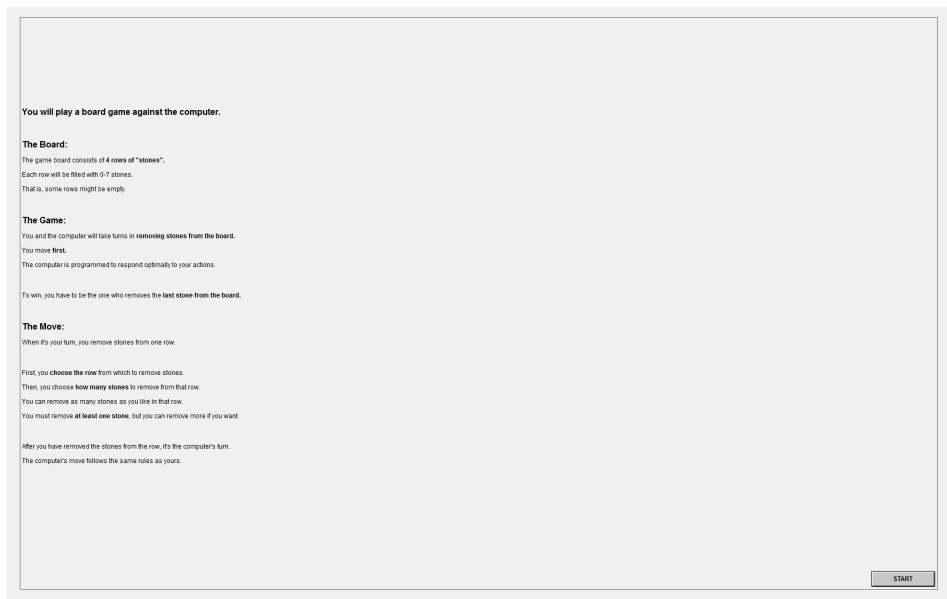 You will play a board game against the computer.
The Board:
The game board consists of 4 rows of "stones".
Each row will be filled with 0-7 stones.
That is, some rows might be empty.
The Game:
You and the computer will take turns in removing stones from the board.
You move first.
The computer is programmed to respond optimally to your actions.
To win, you have to be the one who removes the last stone from the board.
The Move:
When it's your turn, you remove stones from one row.
First, you choose the row from which to remove stones.
Then, you choose how many stones to remove from that row.
You can remove as many stones as you like in that row.
You must remove at least one stone, but you can remove more if you want.
After you have removed the stones from the row, it's the computer's turn.
The computer's move follows the same rules as yours.
START